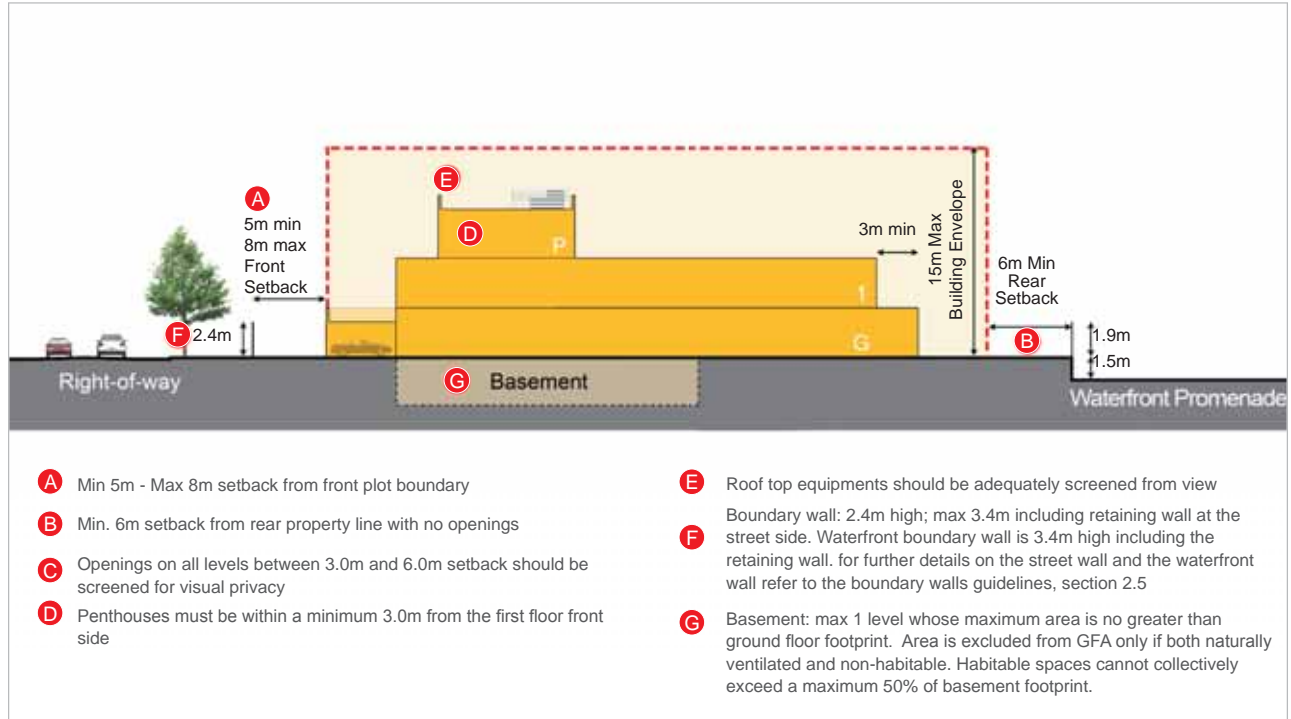 A
5m min
8m max
Front
Setback
E
D
P
3m min
15m Max
Building Envelope
6m Min
Rear
Setback
F 2.4m
1
G
B
1.9m
1.5m
Right-of-way
G Basement
Waterfront Promenade
A Min 5m - Max 8m setback from front plot boundary
B Min. 6m setback from rear property line with no openings
C Openings on all levels between 3.0m and 6.0m setback should be
screened for visual privacy
D Penthouses must be within a minimum 3.0m from the first floor front
side
E Roof top equipments should be adequately screened from view
F Boundary wall: 2.4m high; max 3.4m including retaining wall at the
street side. Waterfront boundary wall is 3.4m high including the
retaining wall. for further details on the street wall and the waterfront
wall refer to the boundary walls guidelines, section 2.5
G Basement: max 1 level whose maximum area is no greater than
ground floor footprint. Area is excluded from GFA only if both naturally
ventilated and non-habitable. Habitable spaces cannot collectively
exceed a maximum 50% of basement footprint.